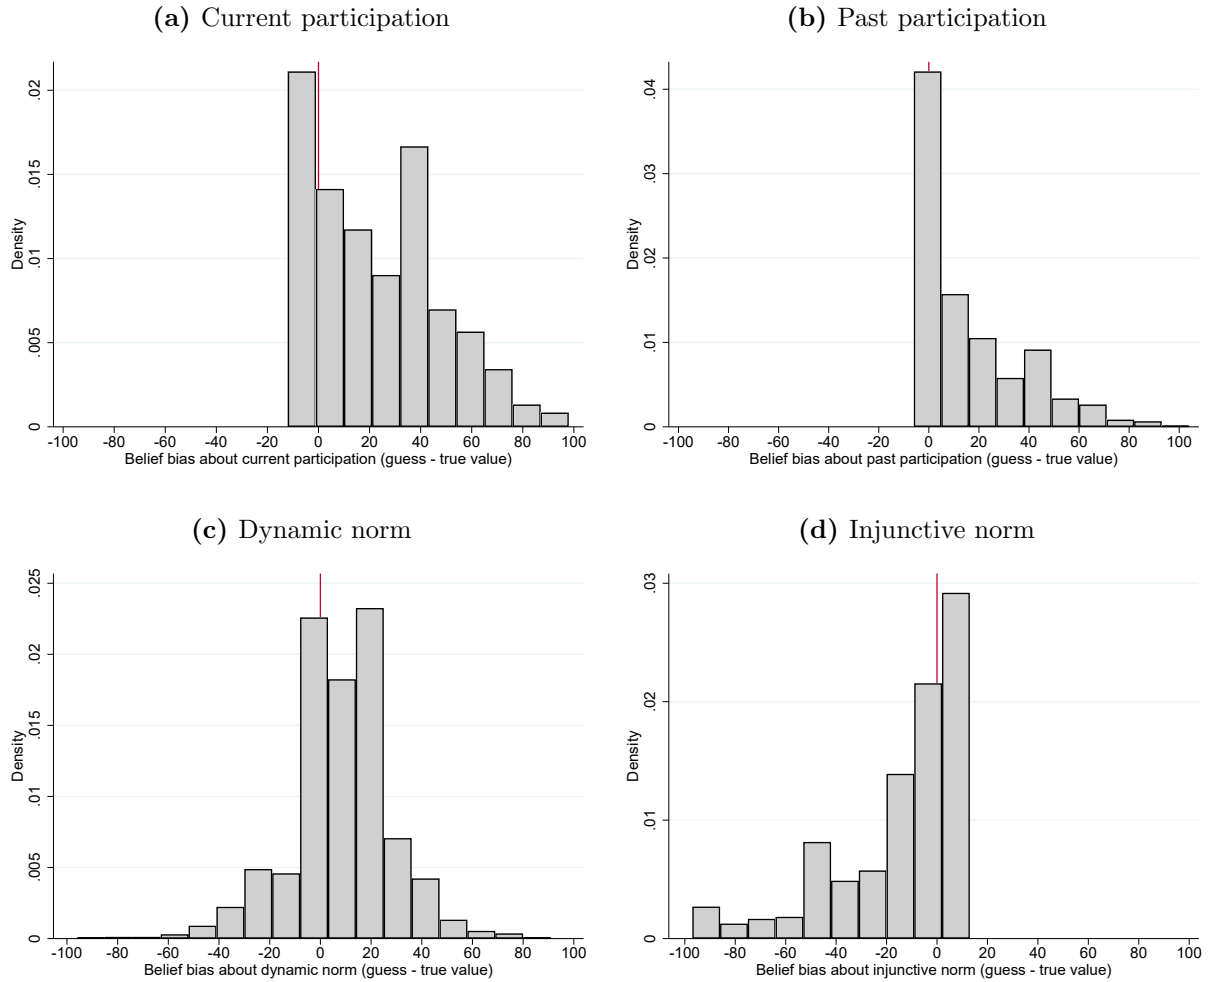 (a) Current participation
.02
.015
.01
.005
0
Density
-100 -80 -60 -40 -20 0 20 40 60 80 100
Belief bias about current participation (guess - true value)
(b) Past participation
.04
.03
.02
.01
0
Density
-100 -80 -60 -40 -20 0 20 40 60 80 100
Belief bias about past participation (guess - true value)
(c) Dynamic norm
.025
.02
.015
.01
.005
0
Density
-100 -80 -60 -40 -20 0 20 40 60 80 100
Belief bias about dynamic norm (guess - true value)
(d) Injunctive norm
.03
.02
.01
0
Density
-100 -80 -60 -40 -20 0 20 40 60 80 100
Belief bias about injunctive norm (guess - true value)